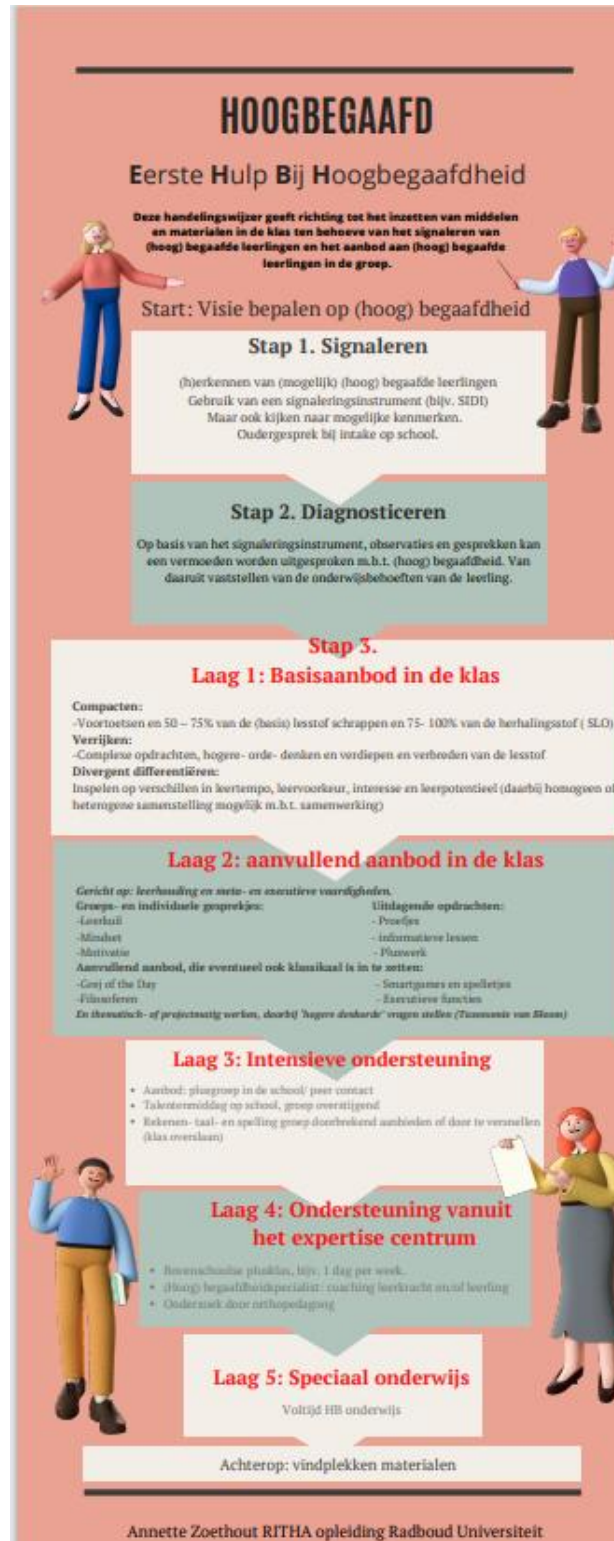 HOOGBEGAAFD
Eerste Hulp Bij Hoogbegaafdheid
Deze handelingswijzer geeft richting tot het inzetten van middelen
en materialen in de klas ten behoeve van het signaleren van
(hoog) begaafde leerlingen en het aanbod aan (hoog) begaafde
leerlingen in de groep.
Start: Visie bepalen op (hoog) begaafdheid
Stap 1. Signaleren
(h)erkennen van (mogelijk) (hoog) begaafde leerlingen
Gebruik van een signaleringsinstrument (bijv. SIDI)
Maar ook kijken naar mogelijke kenmerken.
Oudergesprek bij intake op school.
Stap 2. Diagnosticeren
Op basis van het signaleringsinstrument, observaties en gesprekken kan
een vermoeden worden uitgesproken m.b.t. (hoog) begaafdheid. Van
daaruit vaststellen van de onderwijsbehoeften van de leerling.
Stap 3.
Laag 1: Basisaanbod in de klas
Compacten:
-Voortoetsen en 50 – 75% van de (basis) lesstof schrappen en 75- 100% van de herhalingsstof ( SLO)
Verrijken:
-Complexe opdrachten, hogere- orde- denken en verdiepen en verbreden van de lesstof
Divergent differentiëren:
Inspelen op verschillen in leertempo, leervoorkeur, interesse en leerpotentieel (daarbij homogeen of
heterogene samenstelling mogelijk m.b.t. samenwerking)
Laag 2: aanvullend aanbod in de klas
Gericht op: leerhouding en meta- en executieve vaardigheden.
Groeps- en individuele gesprekjes:
-Leerkuil
-Mindset
-Motivatie
Uitdagende opdrachten:
- Proefjes
- informatieve lessen
- Pluswerk
Aanvullend aanbod, die eventueel ook klassikaal is in te zetten:
-Geej of the Day
-Filosoferen
- Smartgames en spelletjes
- Executieve functies
En thematisch- of projectmatig werken, daarbij 'hogere denkorde' vragen stellen (Taxonomie van Bloom)
Laag 3: Intensieve ondersteuning
• Aanbod: plusgroep in de school/ peer contact
• Talentenmiddag op school, groep overstijgend
• Rekenen- taal- en spelling groep doorbrekend aanbieden of door te versnellen
(klas overslaan)
Laag 4: Ondersteuning vanuit
het expertise centrum
• Bovenschoolse plusklas, bijv. 1 dag per week.
• (Hoog) begaafdheidspecialist: coaching leerkracht en/of leerling
• Onderzoek door orthopedagoog
Laag 5: Speciaal onderwijs
Voltijd HB onderwijs
Achterop: vindplekken materialen
Annette Zoethout RITHA opleiding Radboud Universiteit